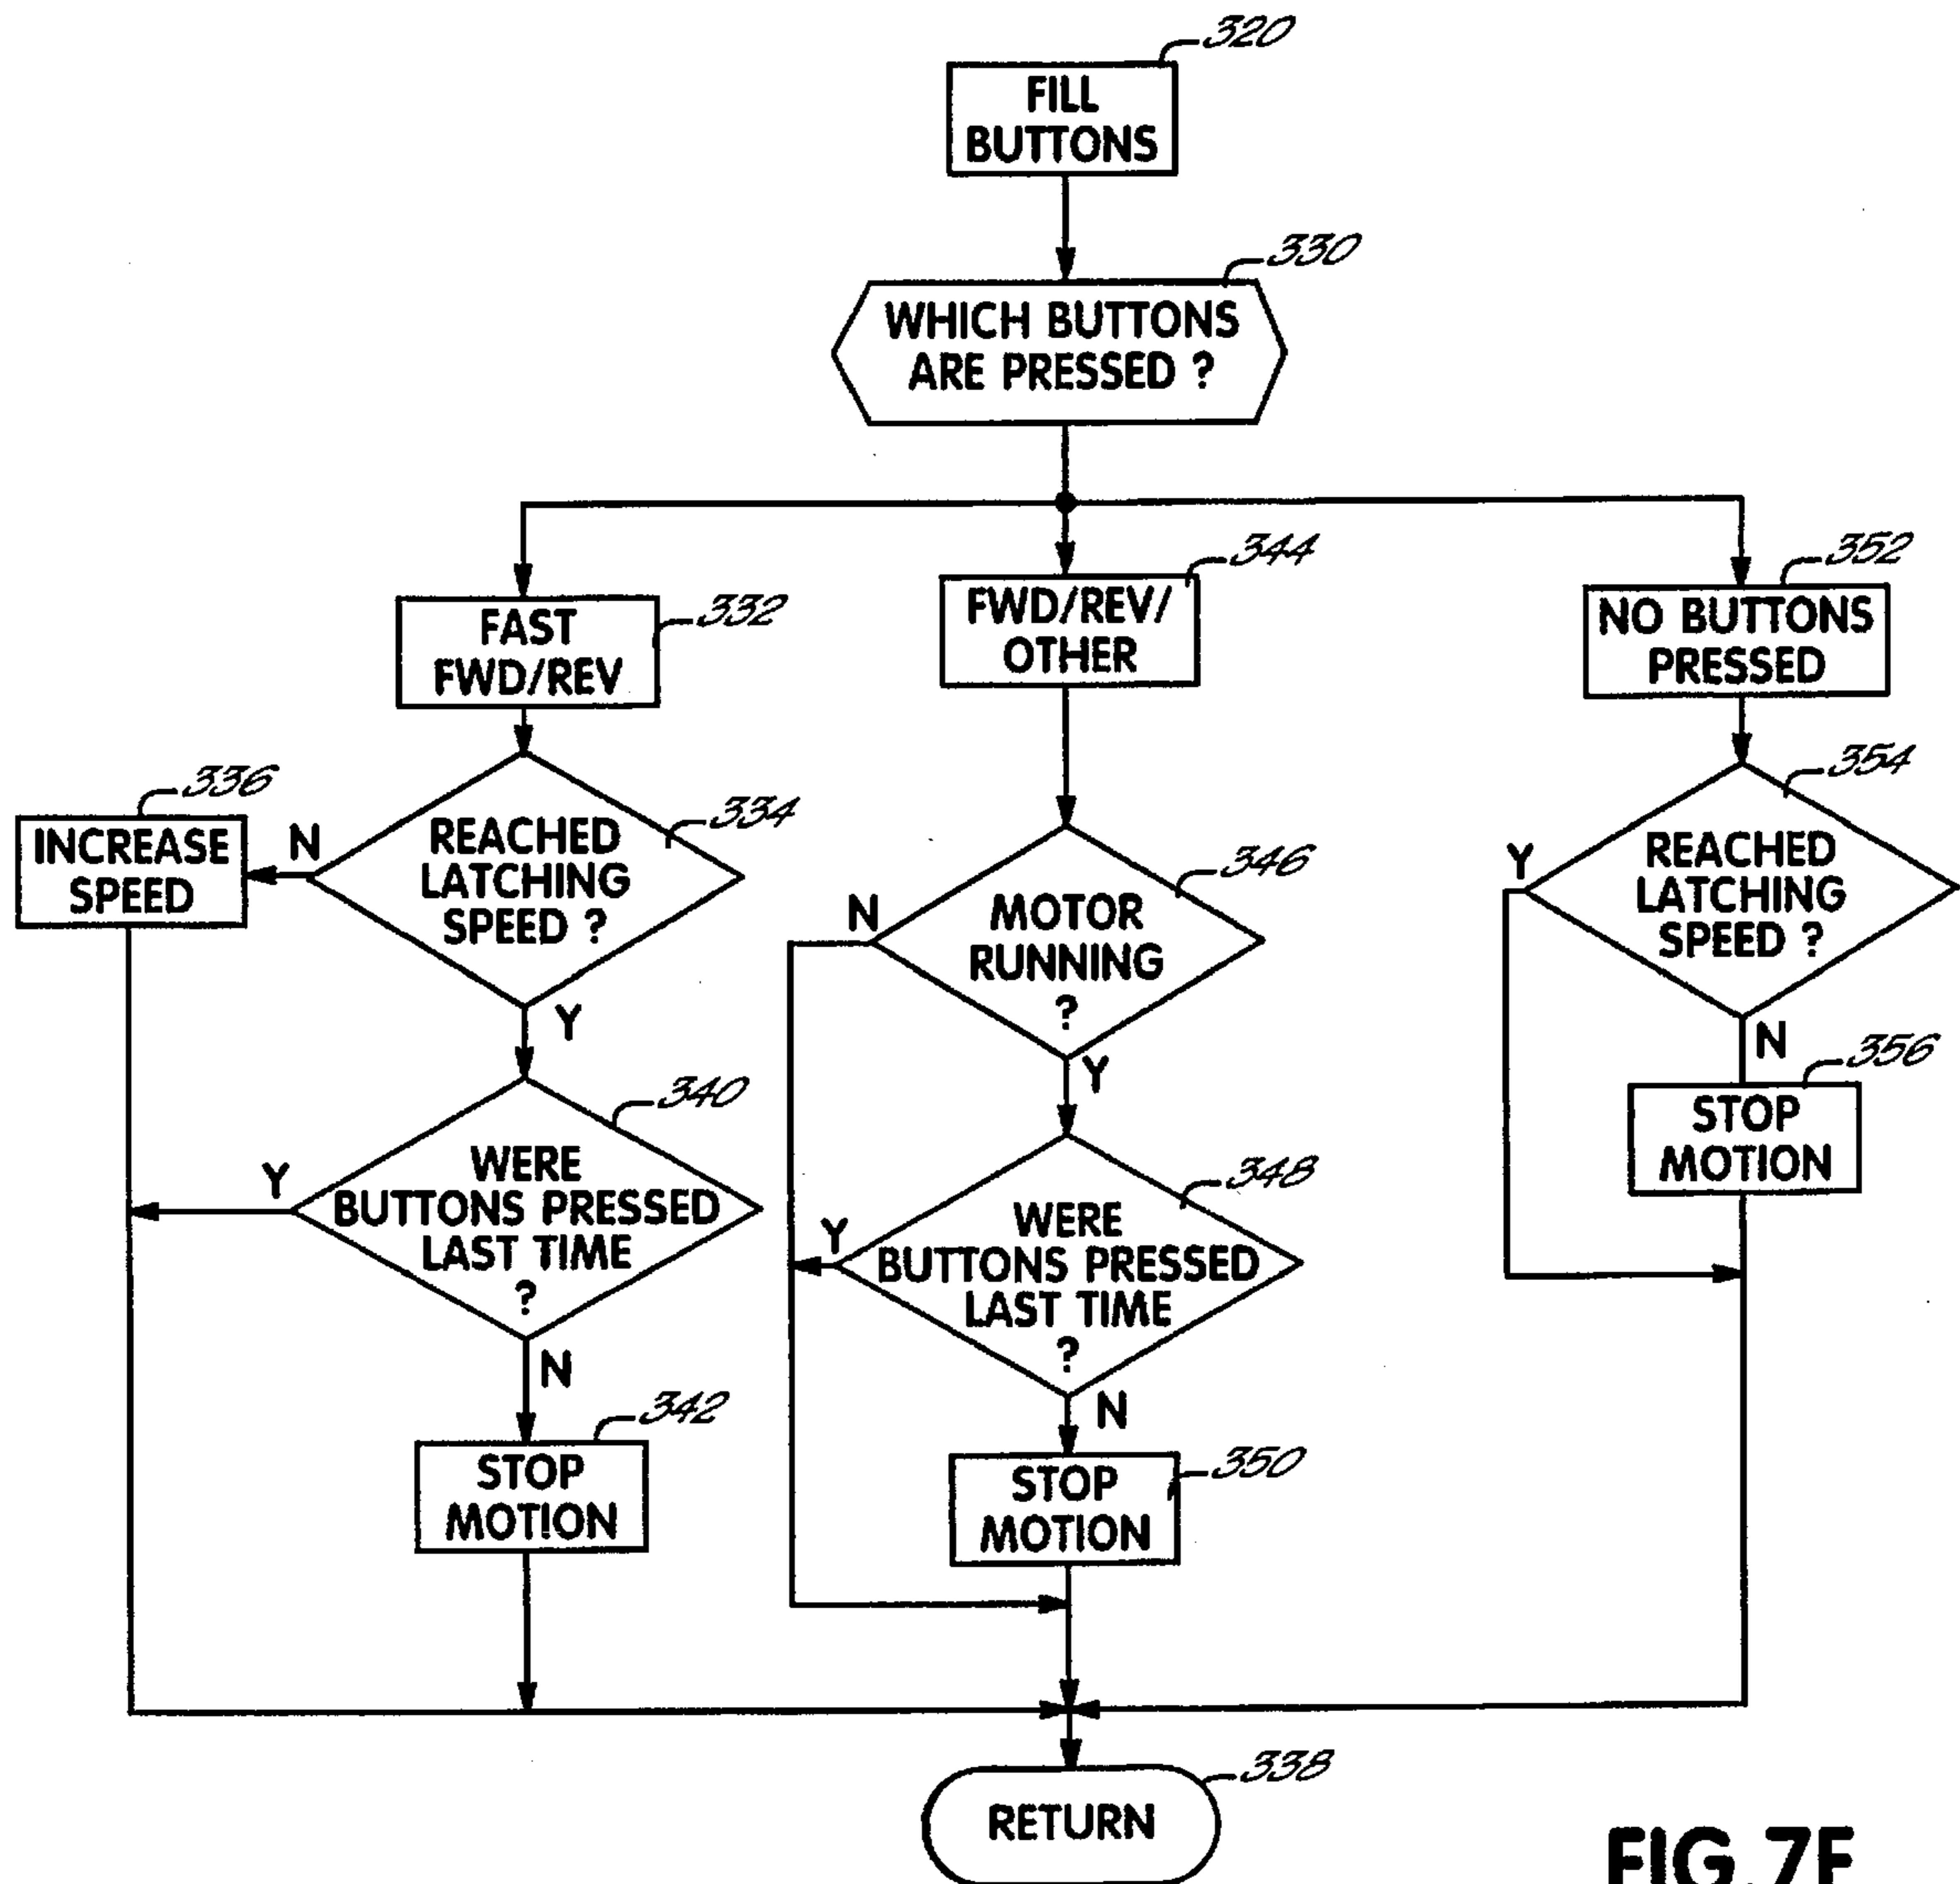 320
FILL
BUTTONS
330
WHICH BUTTONS
ARE PRESSED ?
332
FAST
FWD/REV
344
FWD/REV/
OTHER
352
NO BUTTONS
PRESSED
336
INCREASE
SPEED
N
334
REACHED
LATCHING
SPEED ?
Y
346
N
MOTOR
RUNNING
?
Y
354
Y
REACHED
LATCHING
SPEED ?
N
356
STOP
MOTION
340
Y
WERE
BUTTONS PRESSED
LAST TIME
?
N
348
Y
WERE
BUTTONS PRESSED
LAST TIME
?
N
342
STOP
MOTION
350
STOP
MOTION
338
RETURN